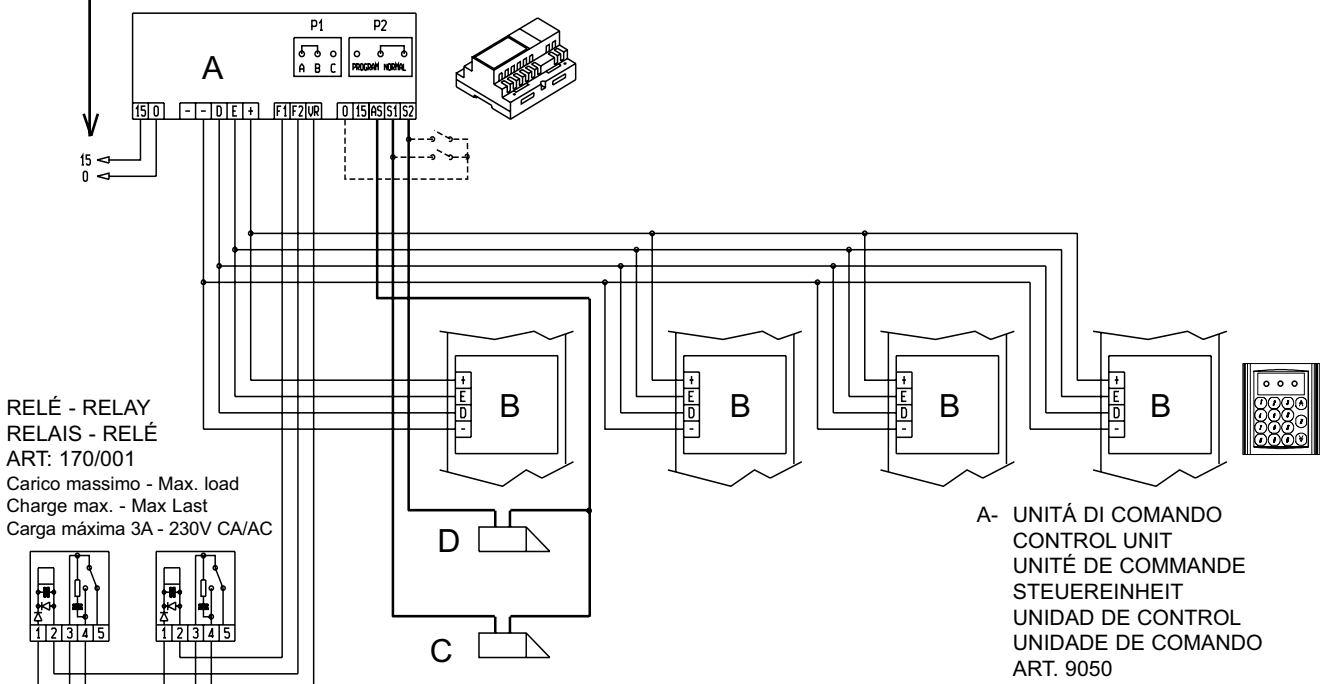 P1 P2
A
A B C PROGRAM NORMAL
15 0 - - D E + F1 F2 VR 0 15 AS S1 S2
15
0
+ + + +
E E E E
D D D D
- - - -
B B B B
RELÉ - RELAY
RELAIS - RELÉ
ART: 170/001
Carico massimo - Max. load
Charge max. - Max Last
Carga máxima 3A - 230V CA/AC
D
C
1 2 3 4 5 1 2 3 4 5
A- UNITÁ DI COMANDO
CONTROL UNIT
UNITÉ DE COMMANDE
STEUEREINHEIT
UNIDAD DE CONTROL
UNIDADE DE COMANDO
ART. 9050